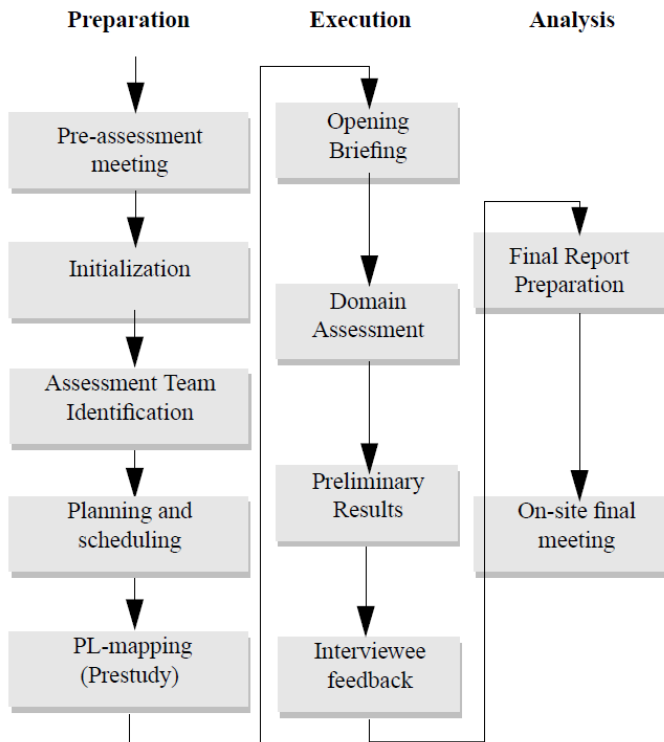 Preparation
Pre-assessment
meeting
Initialization
Assessment Team
Identification
Planning and
scheduling
PL-mapping
(Prestudy)
Execution
Opening
Briefing
Domain
Assessment
Preliminary
Results
Interviewee
feedback
Analysis
Final Report
Preparation
On-site final
meeting